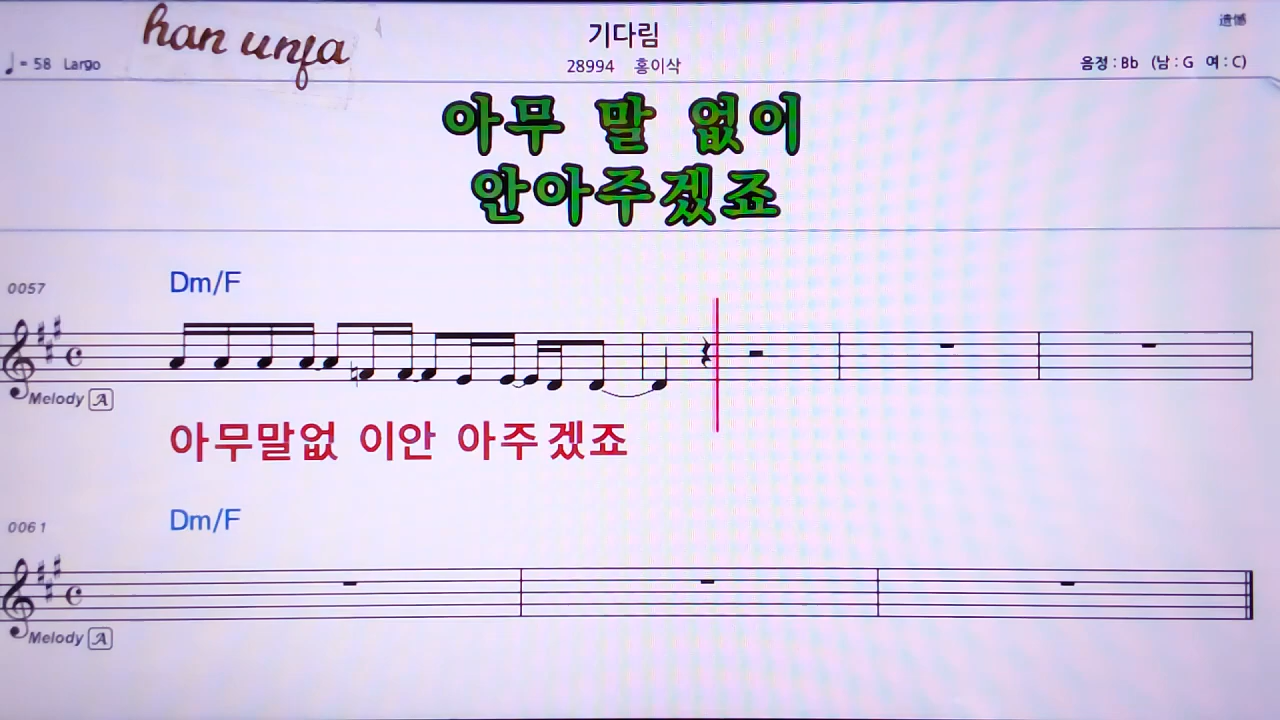 han unja
遺憾
기다림
♩= 58 Largo
28994 홍이삭
음정 : Bb (남 : G 여 : C)
아무 말 없이
안아주겠죠
0057
Dm/F
Melody A
아무말없 이안 아주겠죠
0061
Dm/F
Melody A